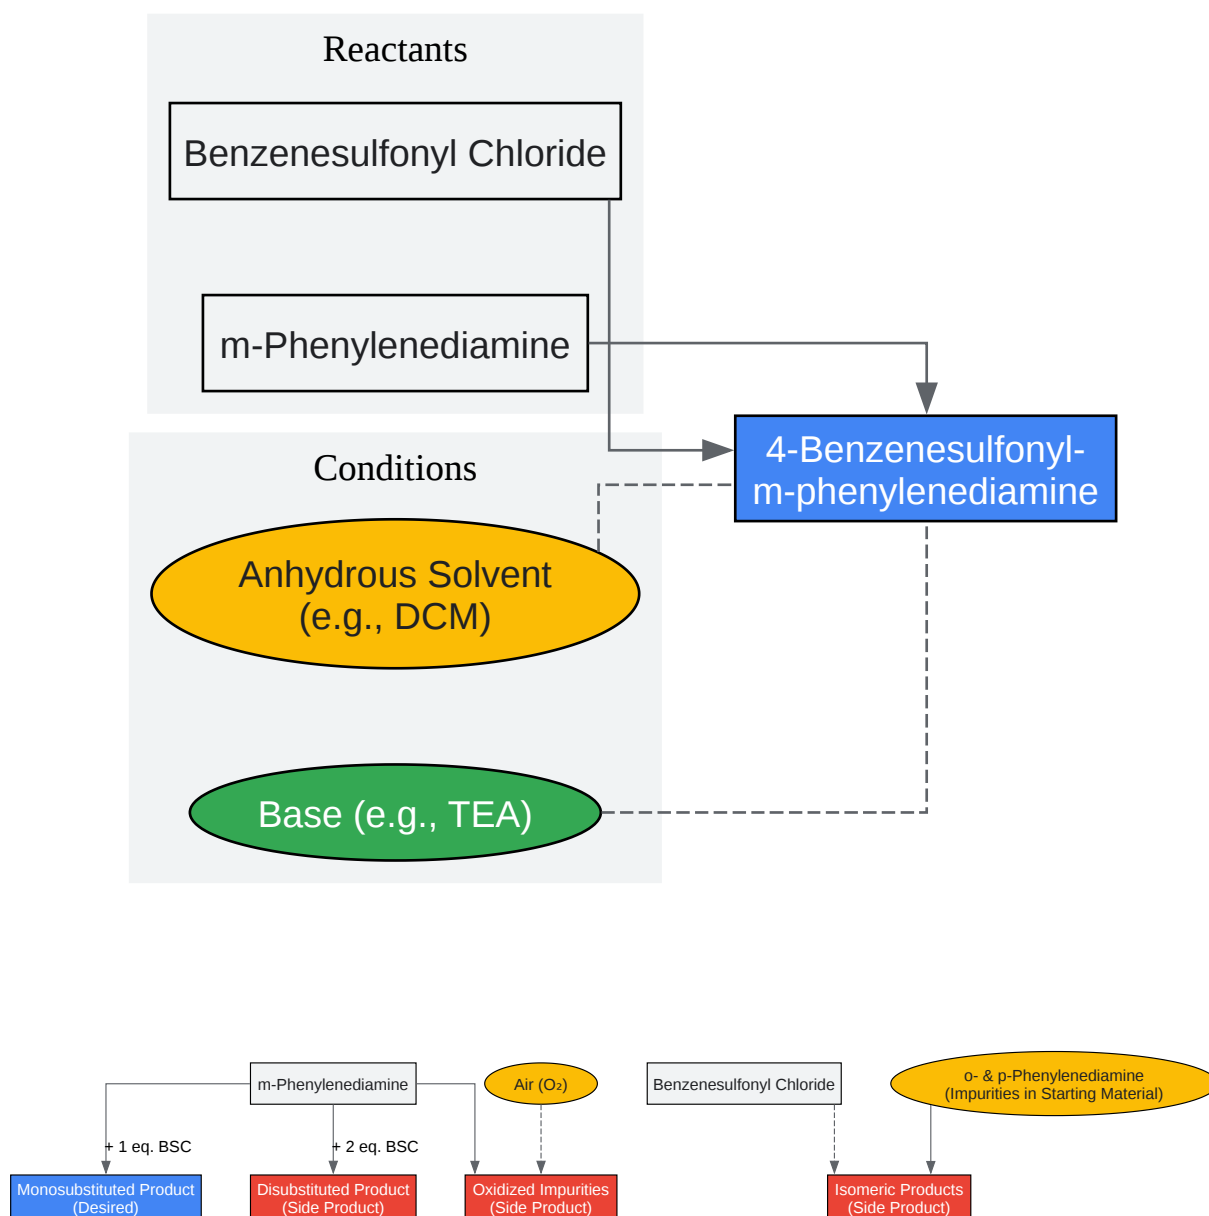 Reactants
Benzenesulfonyl Chloride
m-Phenylenediamine
4-Benzenesulfonyl-
m-phenylenediamine
Conditions
Anhydrous Solvent
(e.g., DCM)
Base (e.g., TEA)
m-Phenylenediamine
Air (O₂)
Benzenesulfonyl Chloride
o- & p-Phenylenediamine
(Impurities in Starting Material)
+ 1 eq. BSC
+ 2 eq. BSC
Monosubstituted Product
(Desired)
Disubstituted Product
(Side Product)
Oxidized Impurities
(Side Product)
Isomeric Products
(Side Product)